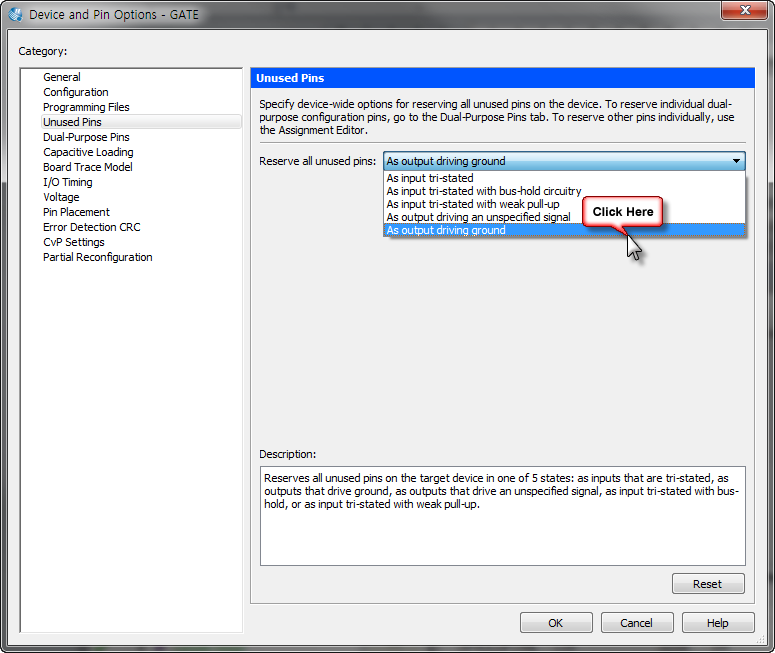 Device and Pin Options - GATE
Category:
General
Configuration
Programming Files
Unused Pins
Dual-Purpose Pins
Capacitive Loading
Board Trace Model
I/O Timing
Voltage
Pin Placement
Error Detection CRC
CvP Settings
Partial Reconfiguration
Unused Pins
Specify device-wide options for reserving all unused pins on the device. To reserve individual dual-
purpose configuration pins, go to the Dual-Purpose Pins tab. To reserve other pins individually, use
the Assignment Editor.
Reserve all unused pins: As output driving ground
As input tri-stated
As input tri-stated with bus-hold circuitry
As input tri-stated with weak pull-up
As output driving an unspecified signal
As output driving ground
Click Here
Description:
Reserves all unused pins on the target device in one of 5 states: as inputs that are tri-stated, as
outputs that drive ground, as outputs that drive an unspecified signal, as input tri-stated with bus-
hold, or as input tri-stated with weak pull-up.
Reset
OK Cancel Help